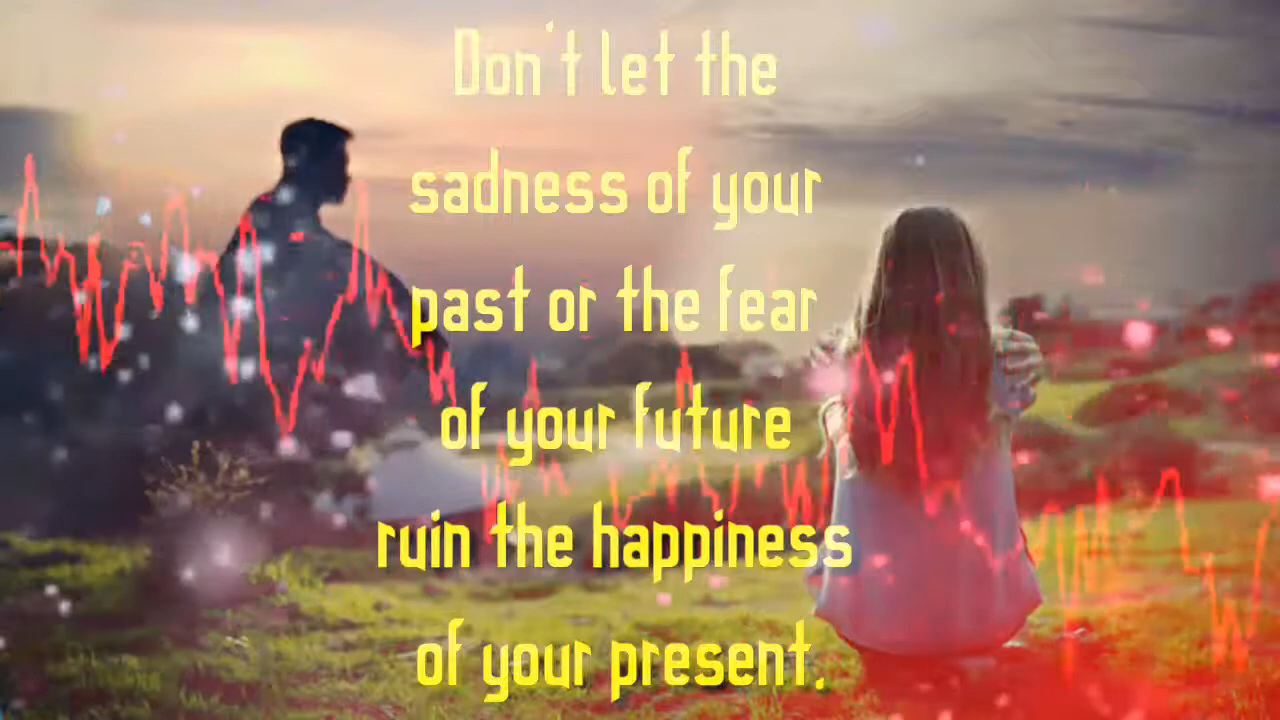 Don't let the
sadness of your
past or the fear
of your future
ruin the happiness
of your present.